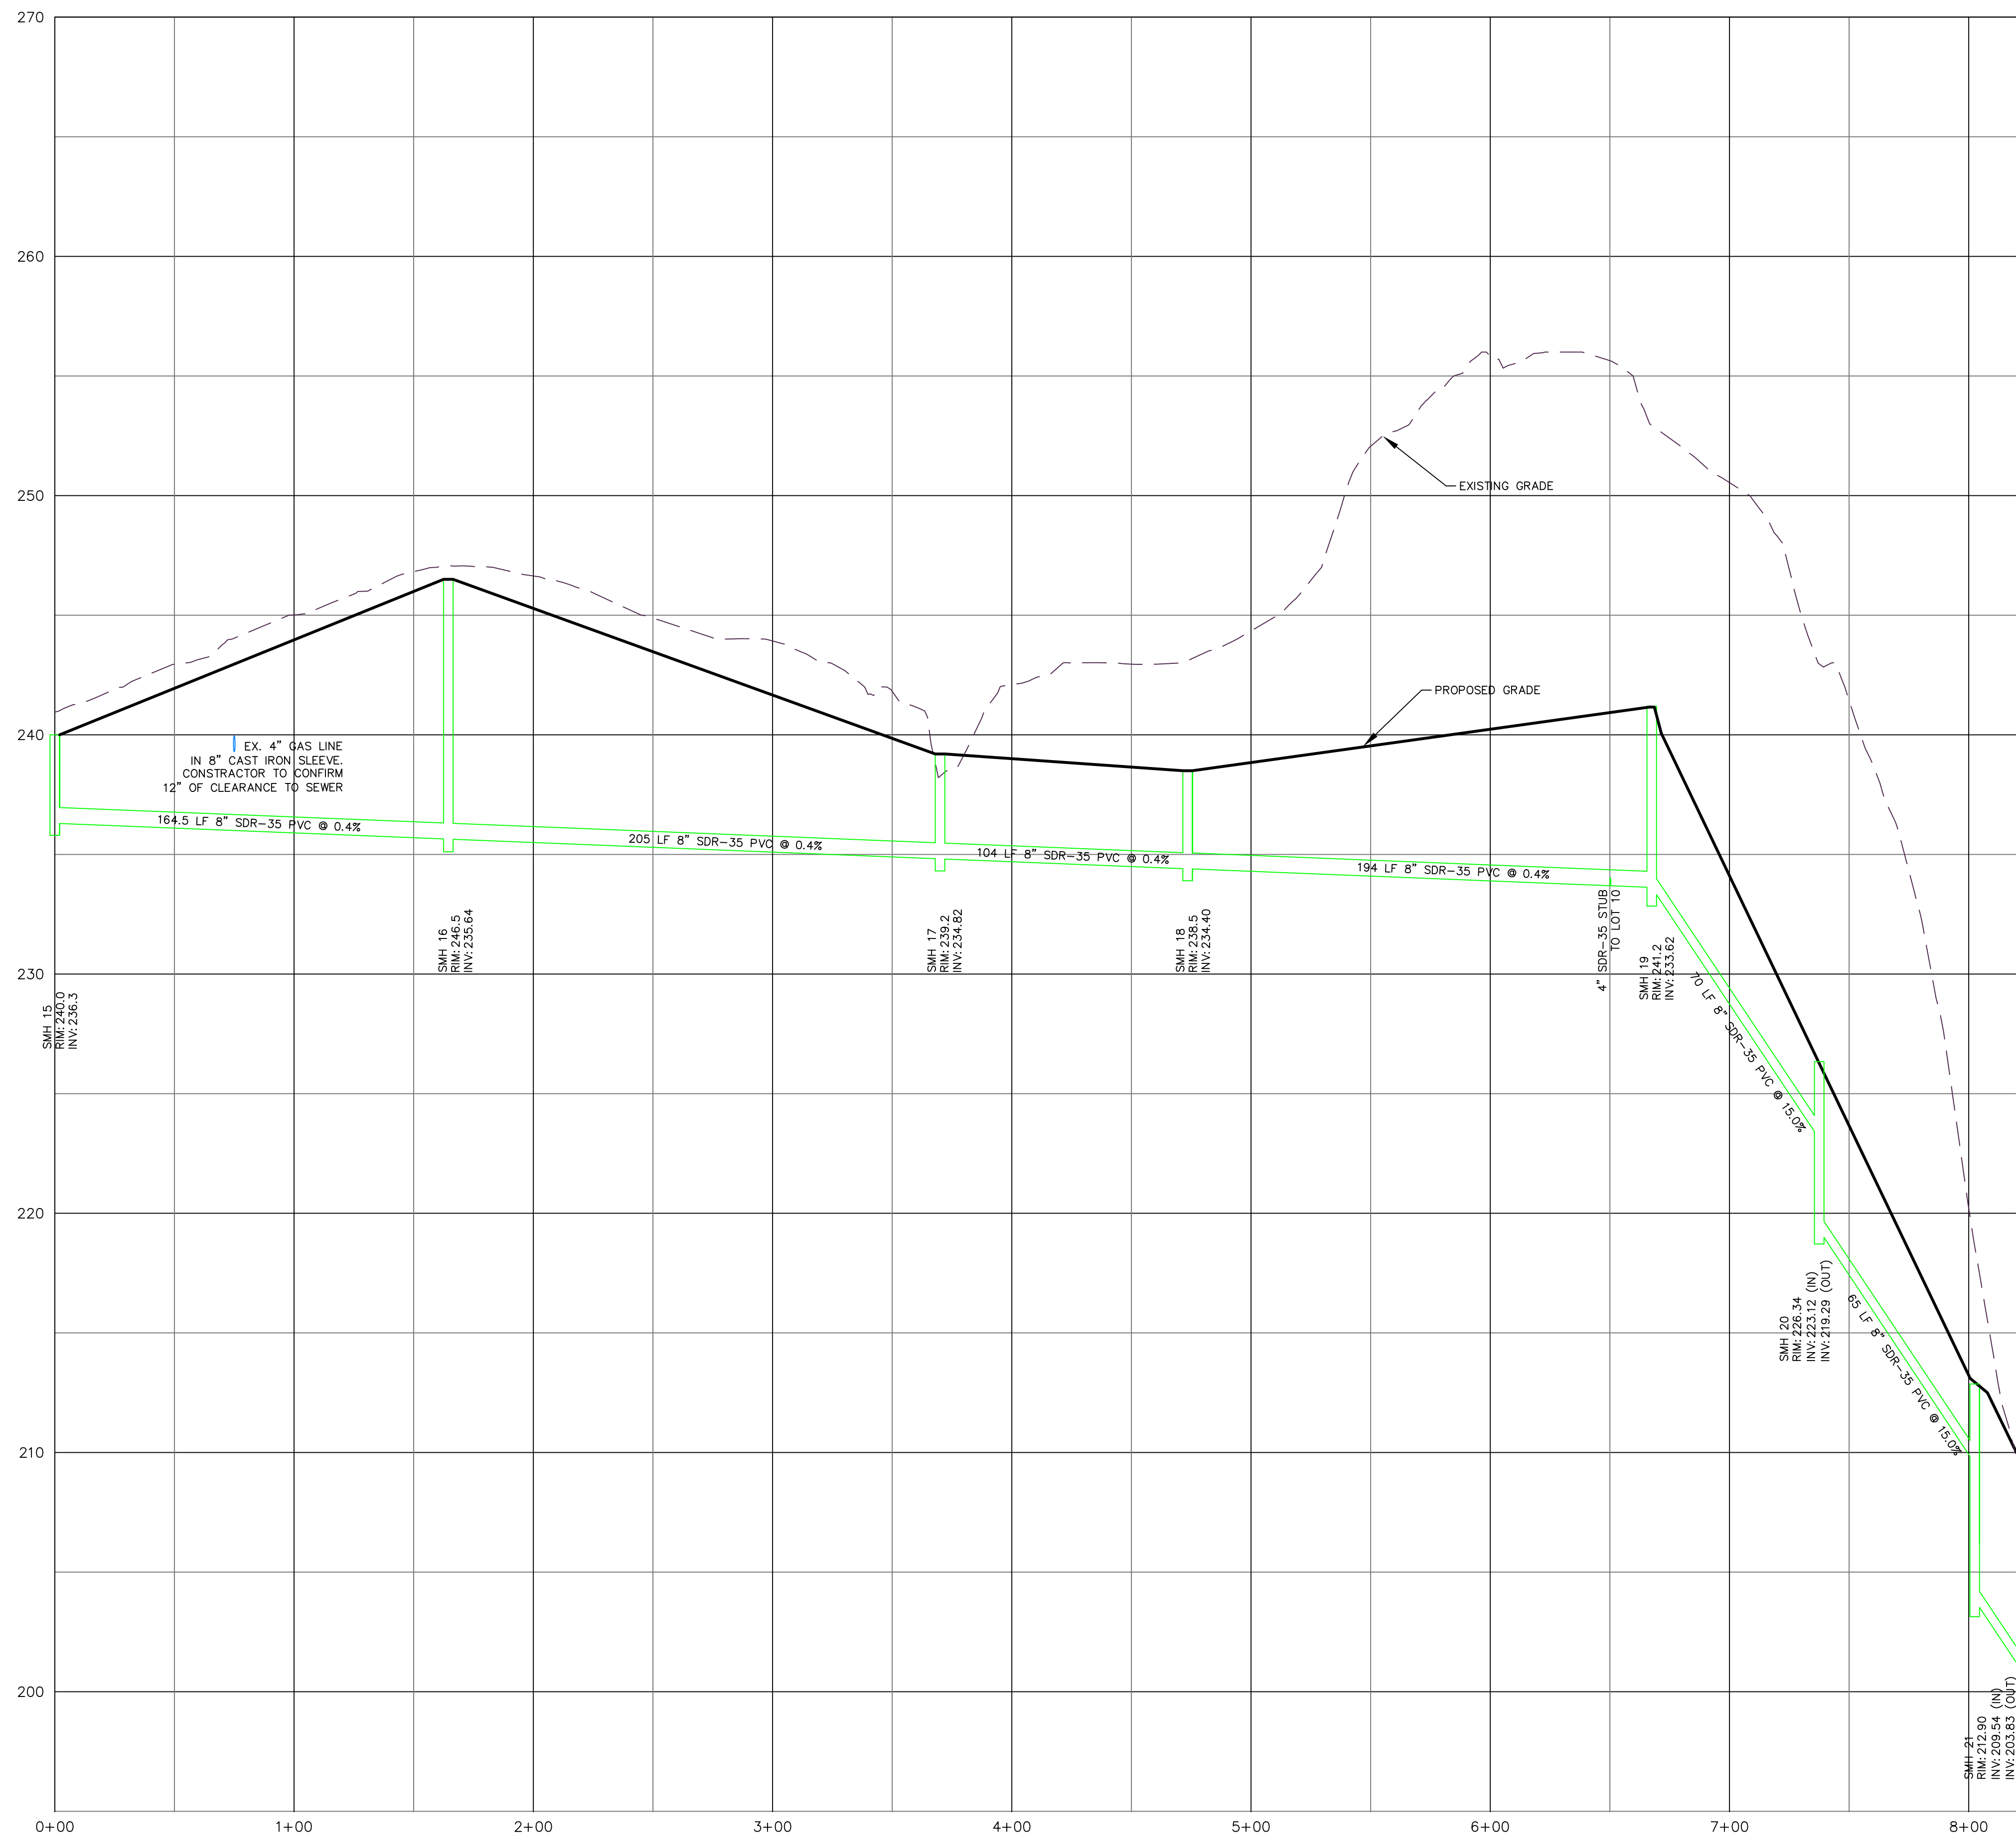 270
260
250
240
230
220
210
200
EXISTING GRADE
PROPOSED GRADE
EX. 4" GAS LINE
IN 8" CAST IRON SLEEVE.
CONSTRACTOR TO CONFIRM
12" OF CLEARANCE TO SEWER
164.5 LF 8" SDR-35 PVC @ 0.4%
205 LF 8" SDR-35 PVC @ 0.4%
104 LF 8" SDR-35 PVC @ 0.4%
194 LF 8" SDR-35 PVC @ 0.4%
70 LF 8" SDR-35 PVC @ 15.0%
65 LF 8" SDR-35 PVC @ 15.0%
SMH 15
RIM: 240.0
INV: 236.3
SMH 16
RIM: 246.5
INV: 235.64
SMH 17
RIM: 239.2
INV: 234.82
SMH 18
RIM: 238.5
INV: 234.40
4" SDR-35 STUB
TO LOT 10
SMH 19
RIM: 241.2
INV: 233.62
SMH 20
RIM: 226.34
INV: 223.12 (IN)
INV: 219.29 (OUT)
SMH 21
RIM: 212.90
INV: 209.54 (IN)
INV: 203.83 (OUT)
0+00
1+00
2+00
3+00
4+00
5+00
6+00
7+00
8+00